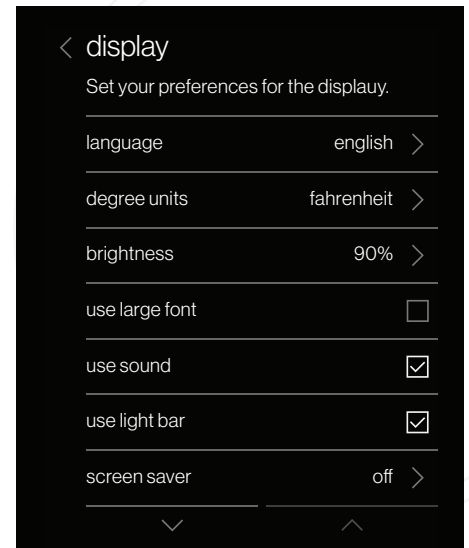 display
Set your preferences for the displauy.
language english
degree units fahrenheit
brightness 90%
use large font
use sound
use light bar
screen saver off